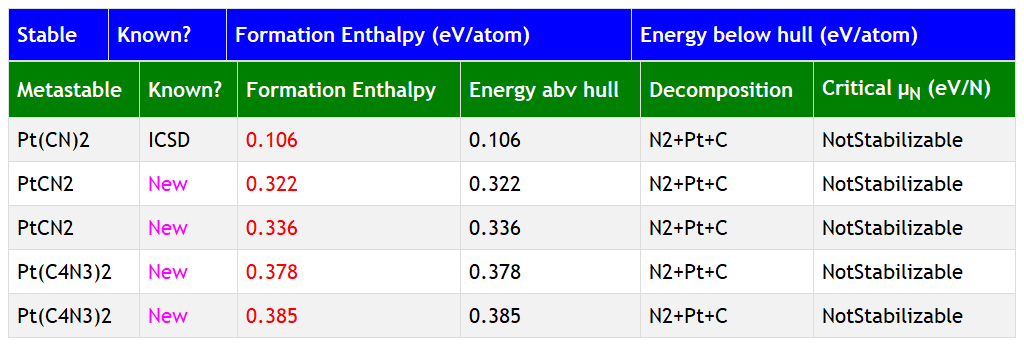 Stable Known? Formation Enthalpy (eV/atom) Energy below hull (eV/atom)
Metastable Known? Formation Enthalpy Energy abv hull Decomposition Critical μN (eV/N)
Pt(CN)2 ICSD 0.106 0.106 N2+Pt+C NotStabilizable
PtCN2 New 0.322 0.322 N2+Pt+C NotStabilizable
PtCN2 New 0.336 0.336 N2+Pt+C NotStabilizable
Pt(C4N3)2 New 0.378 0.378 N2+Pt+C NotStabilizable
Pt(C4N3)2 New 0.385 0.385 N2+Pt+C NotStabilizable